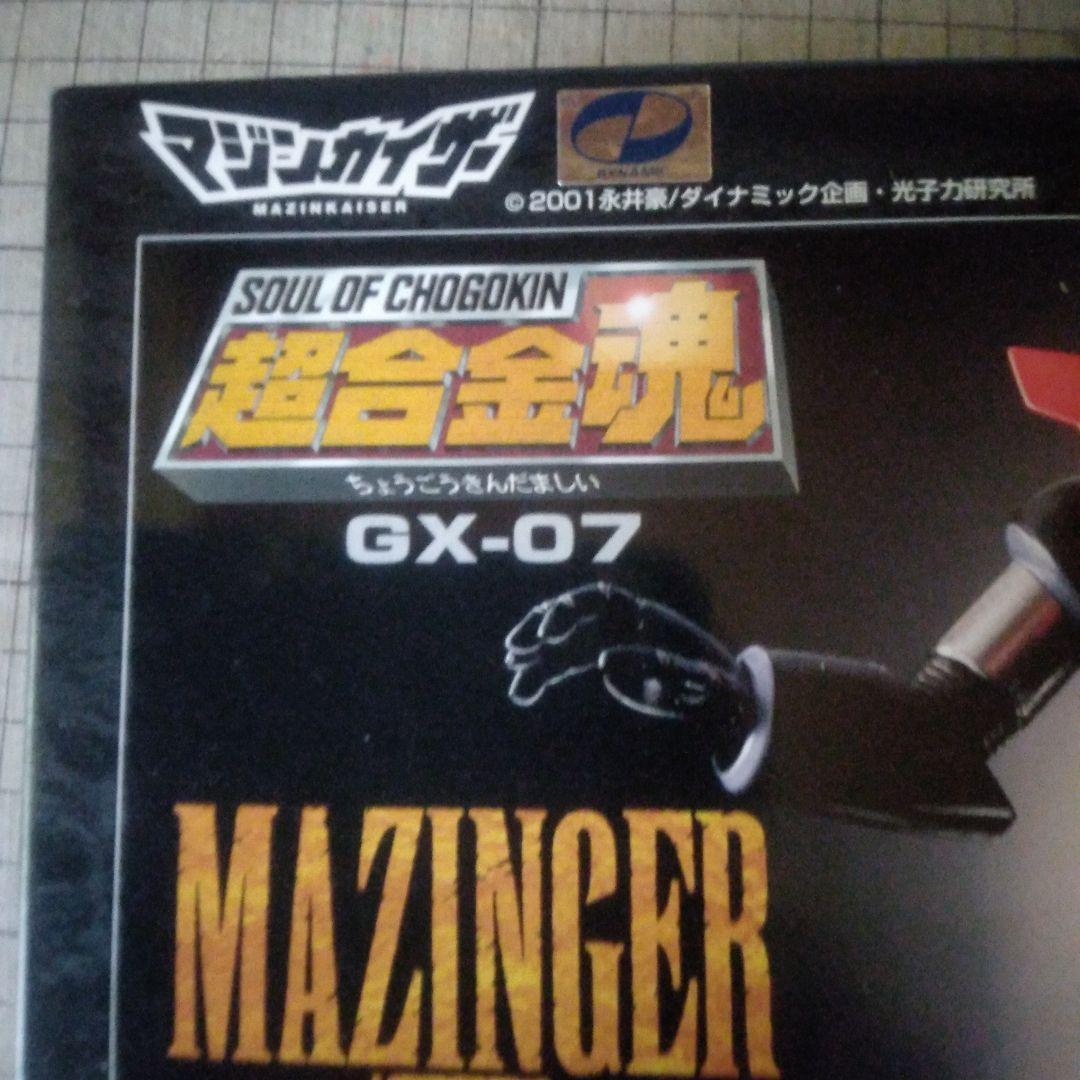 マジンカイザー
MAZINKAISER
DYNAMIC
©2001永井豪/ダイナミック企画・光子力研究所
SOUL OF CHOGOKIN
超合金魂
ちょうごうきんだましい
GX-07
MAZINGER